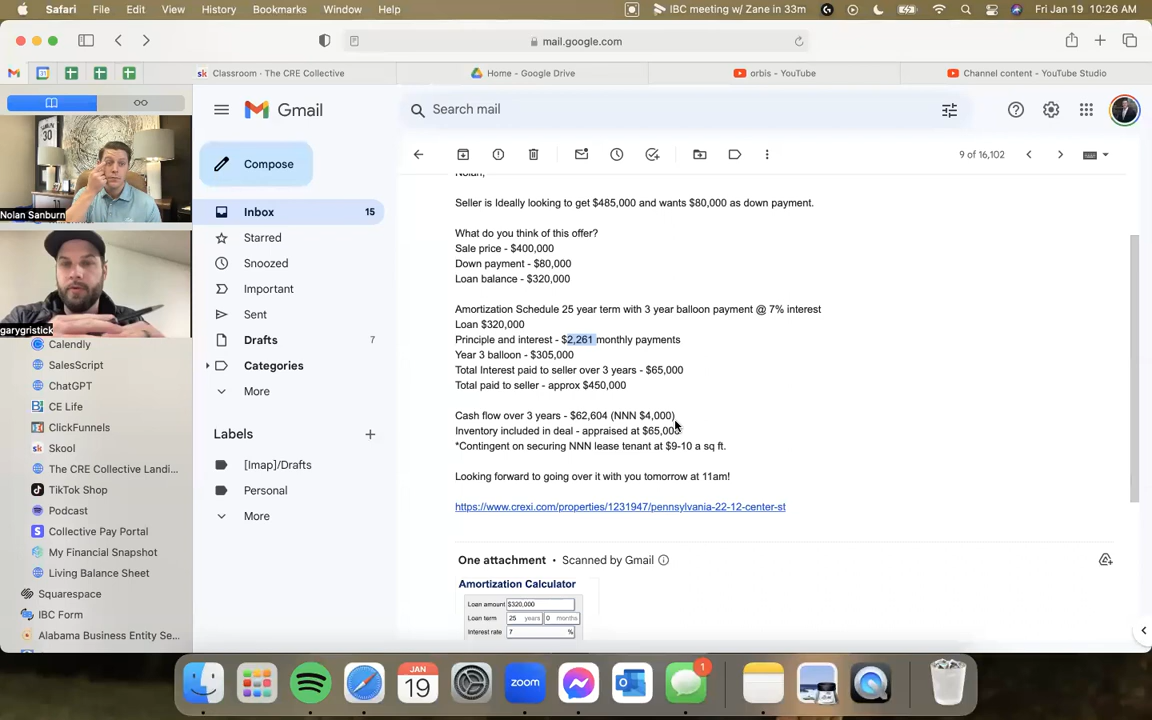 Safari File Edit View History Bookmarks Window Help IBC meeting w/ Zane in 33m Fri Jan 19 10:26 AM
mail.google.com
Classroom · The CRE Collective Home - Google Drive orbis - YouTube Channel content - YouTube Studio
Nolan Sanburn
garygristick
Calendly
SalesScript
ChatGPT
CE Life
ClickFunnels
Skool
The CRE Collective Landi...
TikTok Shop
Podcast
Collective Pay Portal
My Financial Snapshot
Living Balance Sheet
Squarespace
IBC Form
Alabama Business Entity Se...
Gmail
Search mail
Compose
Inbox 15
Starred
Snoozed
Important
Sent
Drafts 7
Categories
More
Labels
[Imap]/Drafts
Personal
More
9 of 16,102
Nolan,
Seller is Ideally looking to get $485,000 and wants $80,000 as down payment.
What do you think of this offer?
Sale price - $400,000
Down payment - $80,000
Loan balance - $320,000
Amortization Schedule 25 year term with 3 year balloon payment @ 7% interest
Loan $320,000
Principle and interest - $2,261 monthly payments
Year 3 balloon - $305,000
Total Interest paid to seller over 3 years - $65,000
Total paid to seller - approx $450,000
Cash flow over 3 years - $62,604 (NNN $4,000)
Inventory included in deal - appraised at $65,000
*Contingent on securing NNN lease tenant at $9-10 a sq ft.
Looking forward to going over it with you tomorrow at 11am!
https://www.crexi.com/properties/1231947/pennsylvania-22-12-center-st
One attachment • Scanned by Gmail
Amortization Calculator
Loan amount $320,000
Loan term 25 years 0 months
Interest rate 7 %
JAN
19
zoom
1